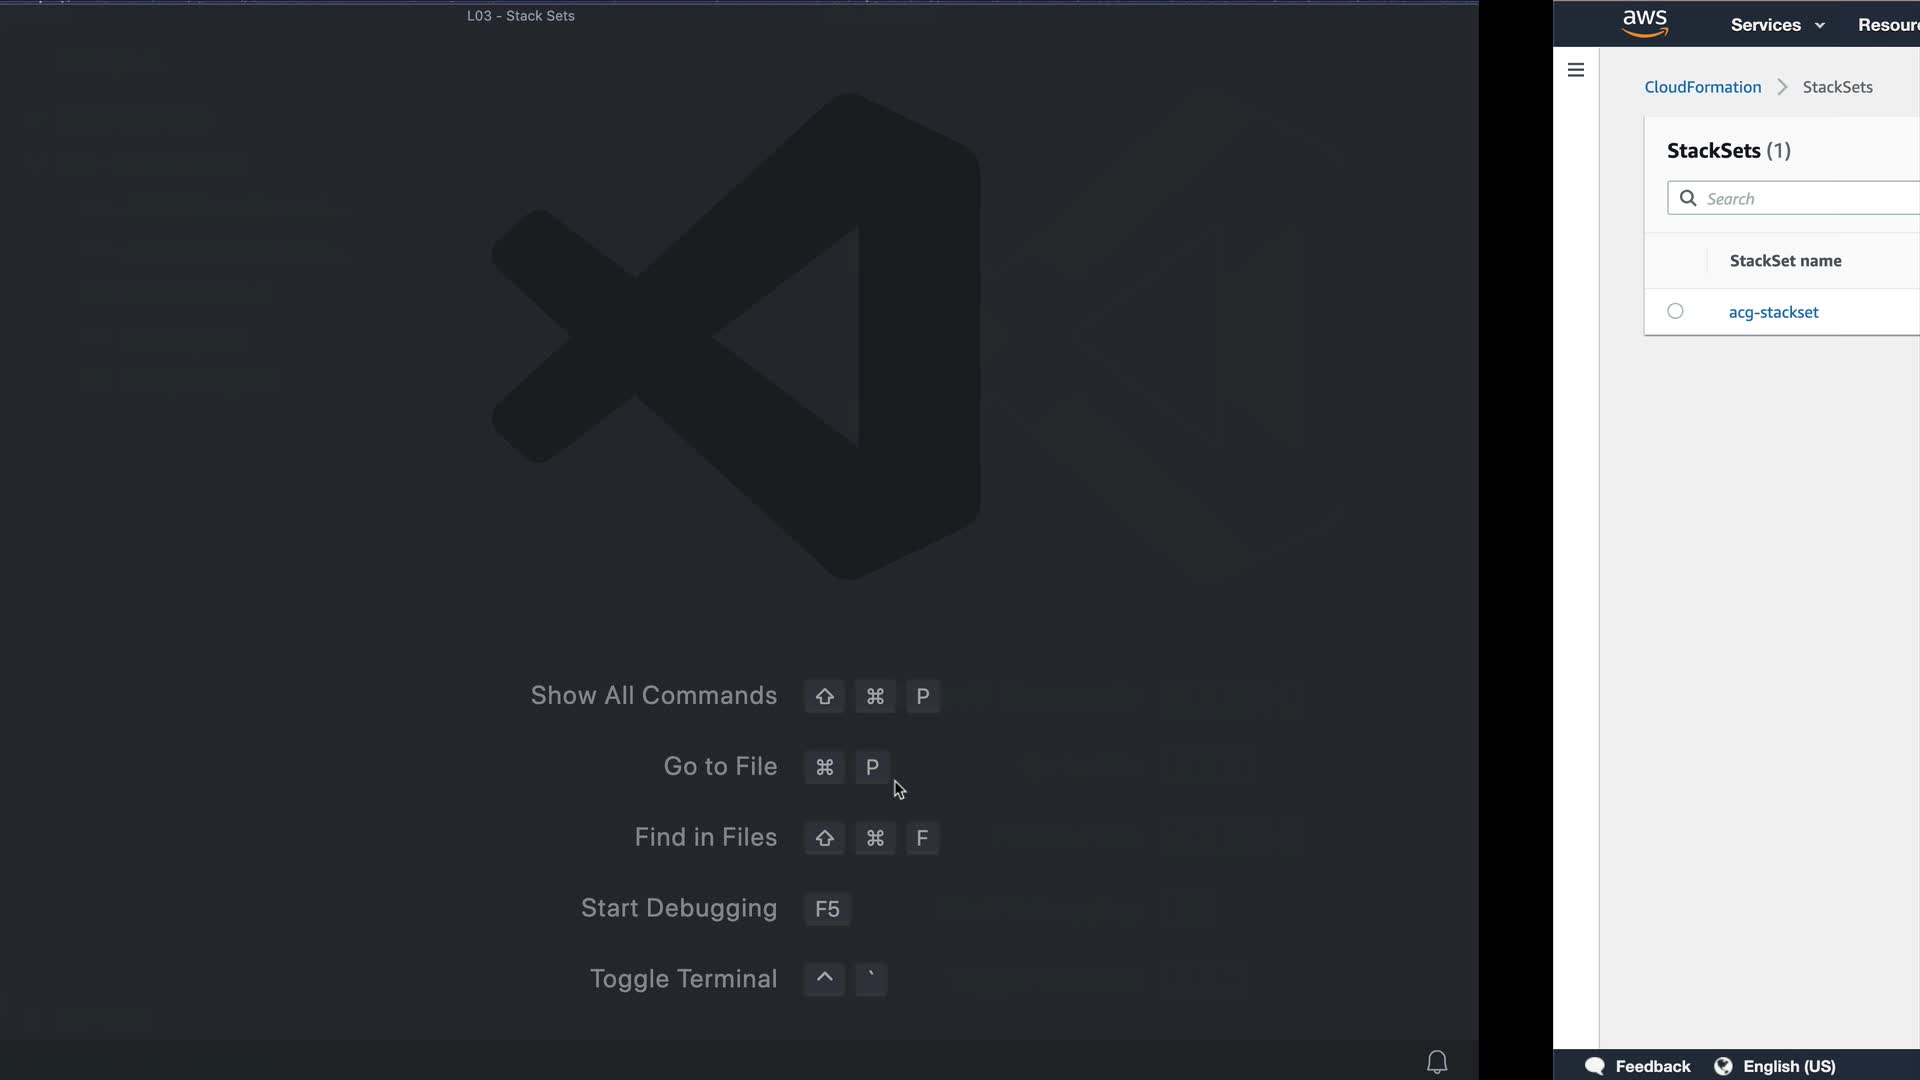 L03 - Stack Sets
Show All Commands ⇧ ⌘ P
Go to File ⌘ P
Find in Files ⇧ ⌘ F
Start Debugging F5
Toggle Terminal ^ `
aws Services
CloudFormation > StackSets
StackSets (1)
Search
StackSet name
acg-stackset
Feedback English (US)